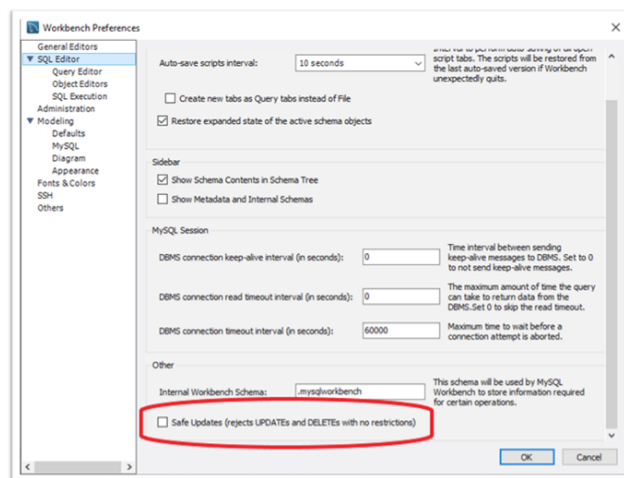 Workbench Preferences
General Editors
SQL Editor
Query Editor
Object Editors
SQL Execution
Administration
Modeling
Defaults
MySQL
Diagram
Appearance
Fonts & Colors
SSH
Others
Auto-save scripts interval:
10 seconds
Interval to perform auto-saving of all open
script tabs. The scripts will be restored from
the last auto-saved version if Workbench
unexpectedly quits.
Create new tabs as Query tabs instead of File
Restore expanded state of the active schema objects
Sidebar
Show Schema Contents in Schema Tree
Show Metadata and Internal Schemas
MySQL Session
DBMS connection keep-alive interval (in seconds):
0
Time interval between sending
keep-alive messages to DBMS. Set to 0
to not send keep-alive messages.
DBMS connection read timeout interval (in seconds):
0
The maximum amount of time the query
can take to return data from the
DBMS.Set 0 to skip the read timeout.
DBMS connection timeout interval (in seconds):
60000
Maximum time to wait before a
connection attempt is aborted.
Other
Internal Workbench Schema:
.mysqlworkbench
This schema will be used by MySQL
Workbench to store information required
for certain operations.
Safe Updates (rejects UPDATEs and DELETEs with no restrictions)
OK
Cancel